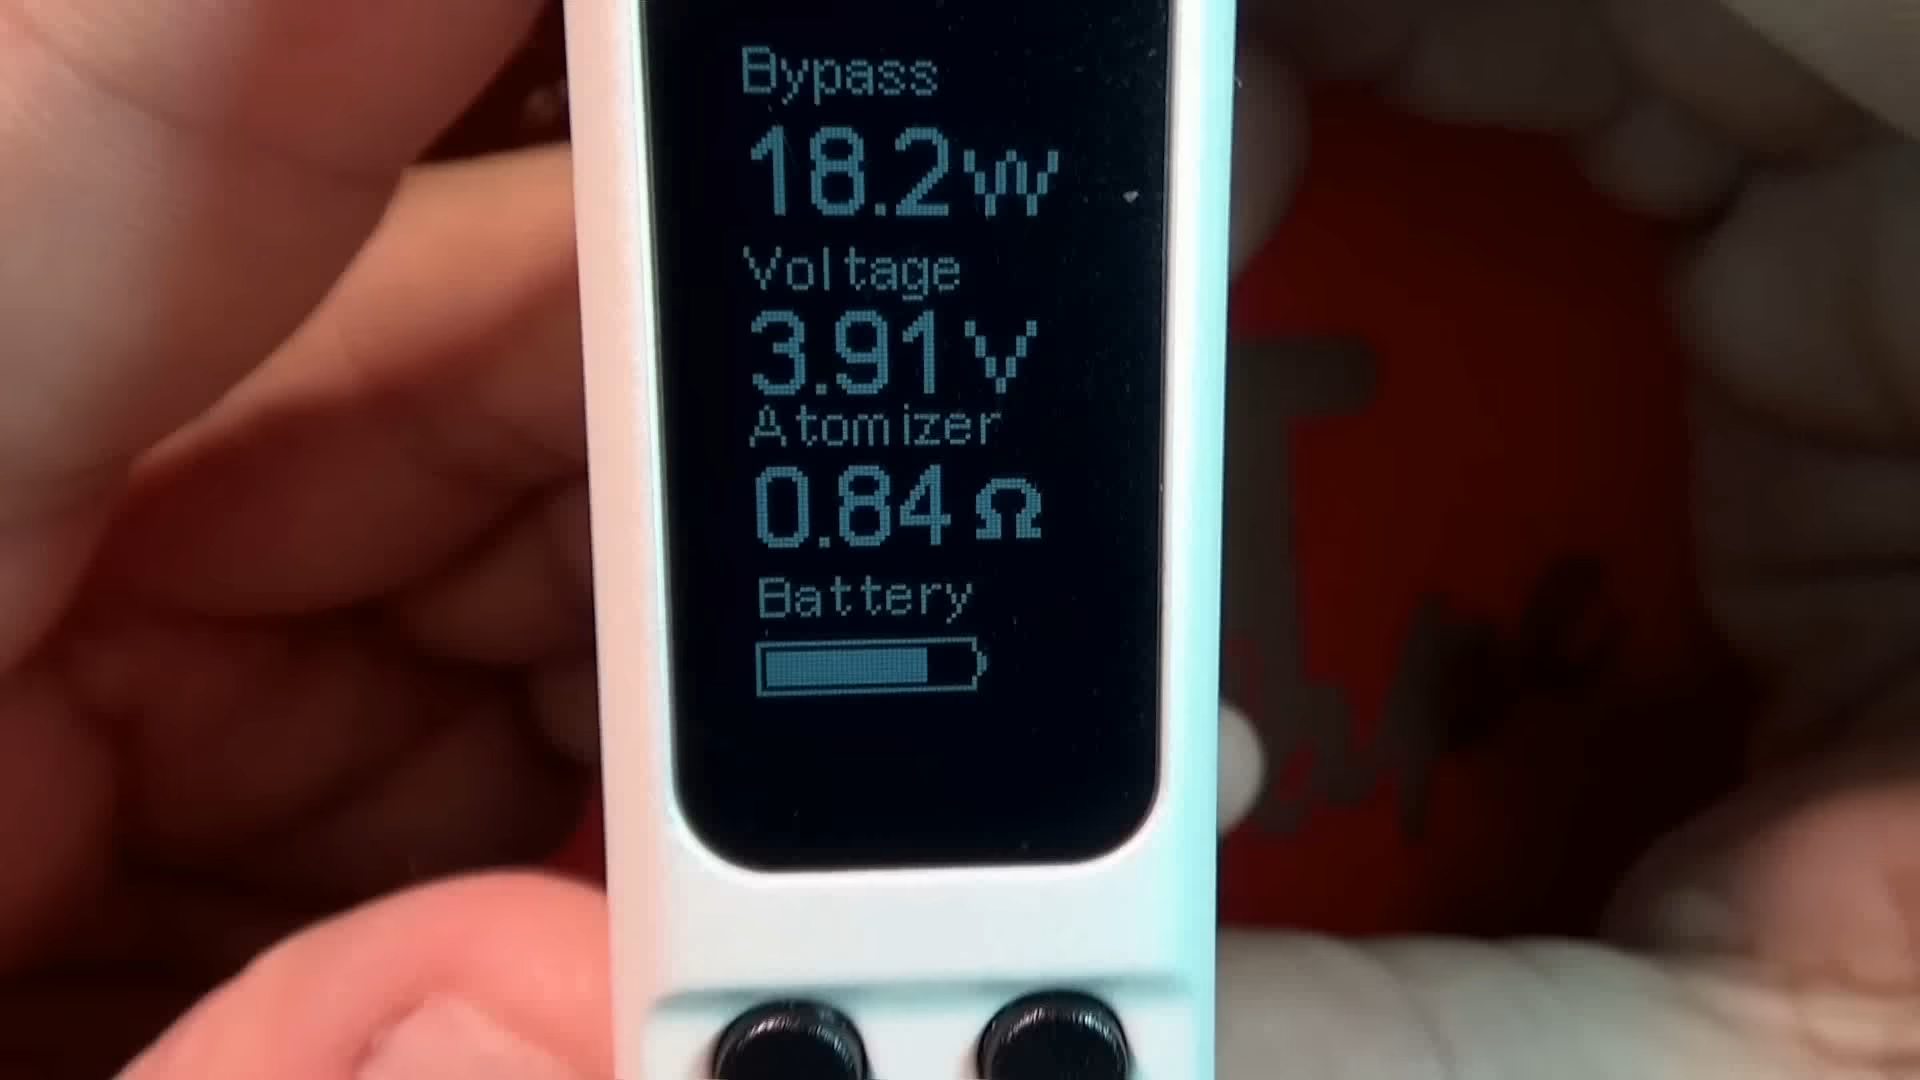 Bypass
18.2W
Voltage
3.91V
Atomizer
0.84Ω
Battery